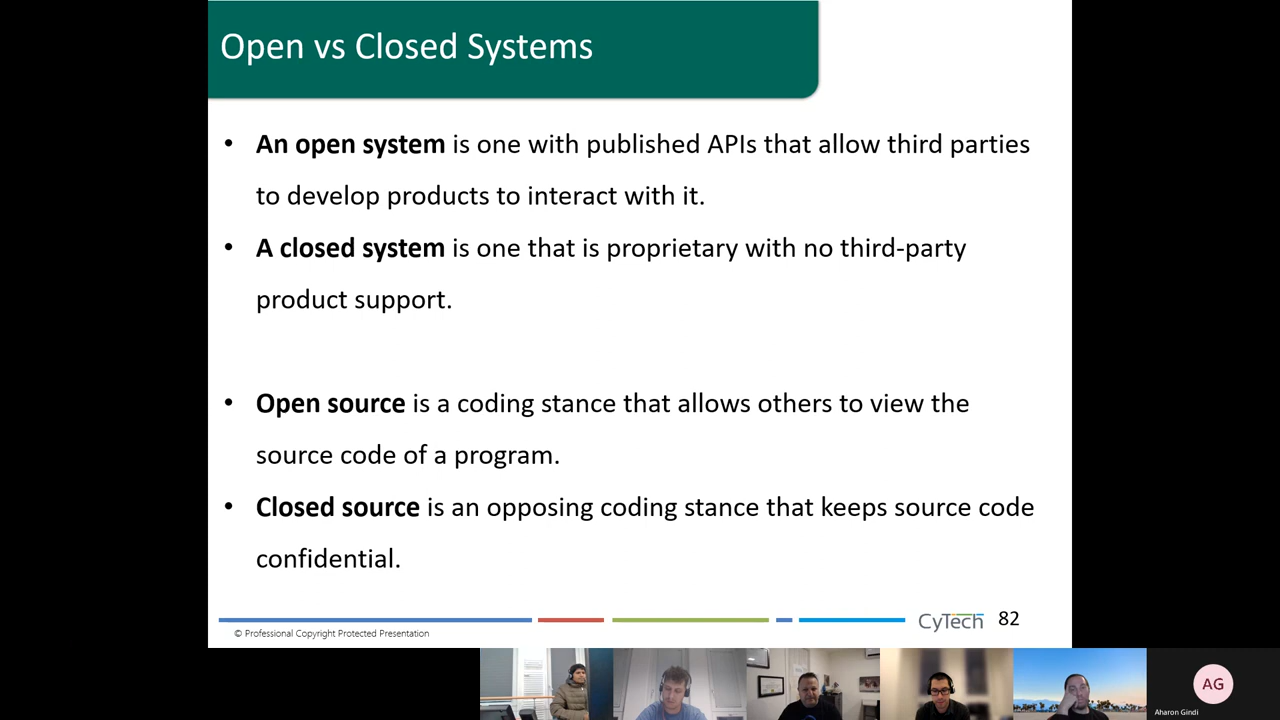 Open vs Closed Systems
• An open system is one with published APIs that allow third parties
to develop products to interact with it.
• A closed system is one that is proprietary with no third-party
product support.
• Open source is a coding stance that allows others to view the
source code of a program.
• Closed source is an opposing coding stance that keeps source code
confidential.
CyTech 82
© Professional Copyright Protected Presentation
AG
Aharon Gindi